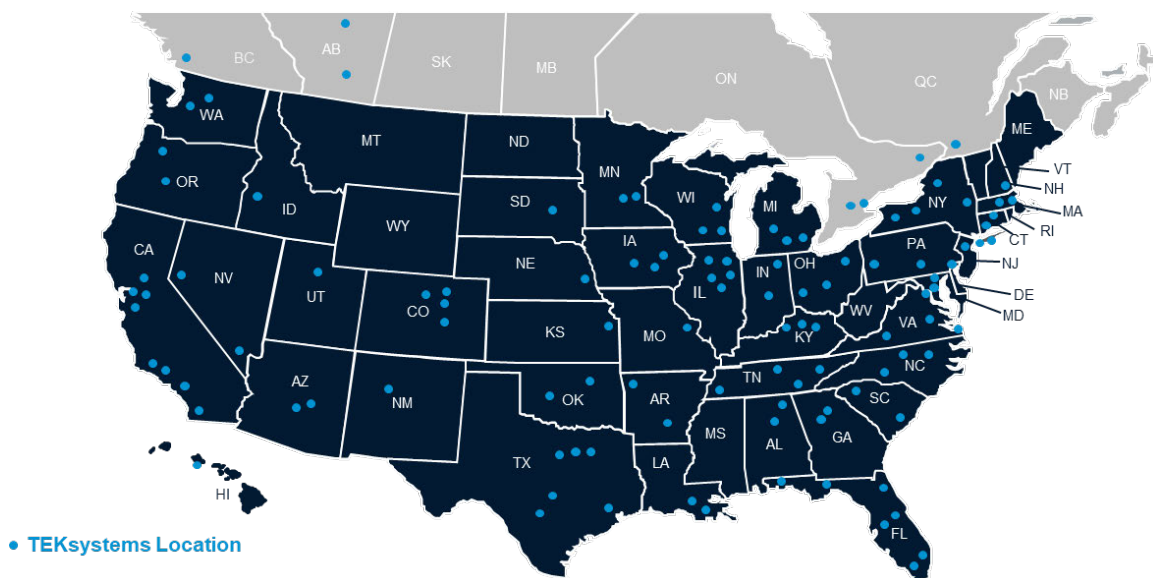 BC
AB
SK
MB
ON
QC
NB
WA
MT
ND
MN
ME
VT
NH
OR
ID
SD
WI
MI
NY
MA
RI
CT
WY
IA
PA
NJ
CA
NV
UT
NE
IL
IN
OH
DE
MD
CO
KS
MO
KY
WV
VA
AZ
NM
OK
AR
TN
NC
SC
TX
LA
MS
AL
GA
HI
FL
TEKsystems Location